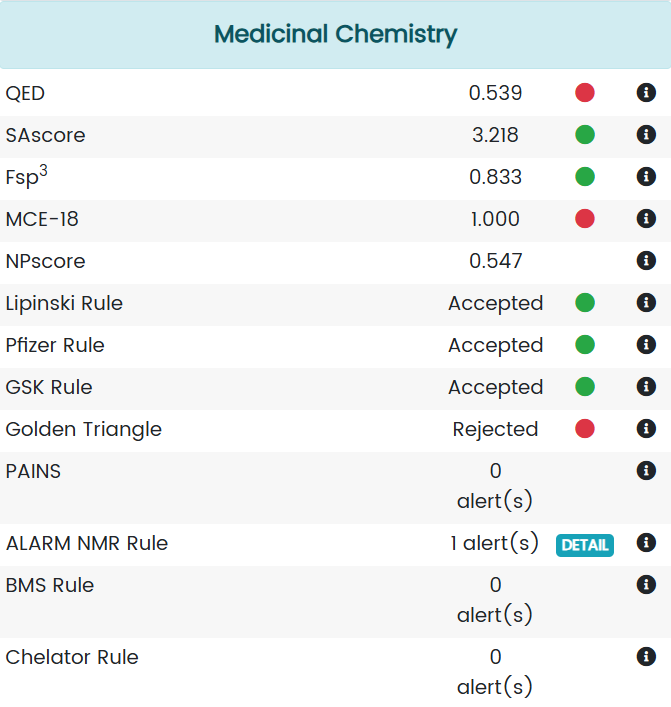 Medicinal Chemistry
QED 0.539
SAscore 3.218
Fsp³ 0.833
MCE-18 1.000
NPscore 0.547
Lipinski Rule Accepted
Pfizer Rule Accepted
GSK Rule Accepted
Golden Triangle Rejected
PAINS 0
alert(s)
ALARM NMR Rule 1 alert(s) DETAIL
BMS Rule 0
alert(s)
Chelator Rule 0
alert(s)